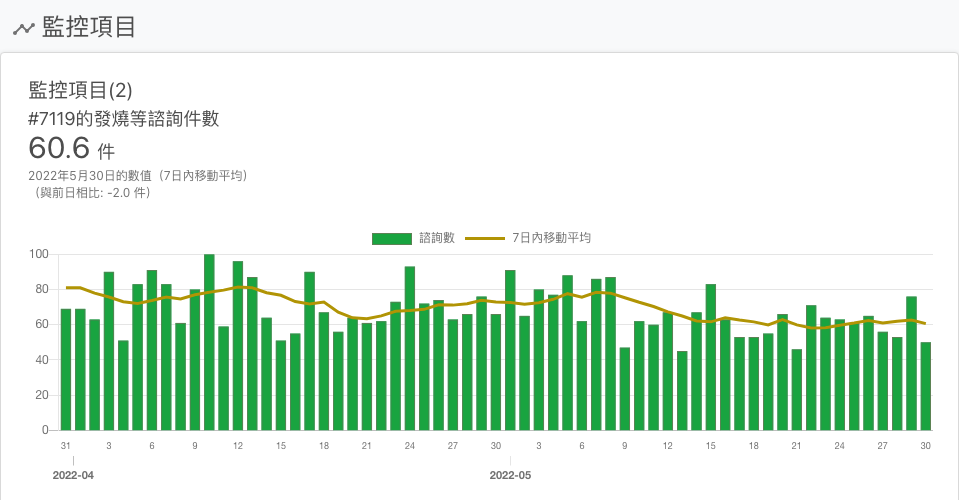 監控項目
監控項目(2)
#7119的發燒等諮詢件數
60.6 件
2022年5月30日的數值（7日內移動平均）
（與前日相比: -2.0 件）
諮詢數 7日內移動平均
100
80
60
40
20
0
31 3 6 9 12 15 18 21 24 27 30 3 6 9 12 15 18 21 24 27 30
2022-04 2022-05